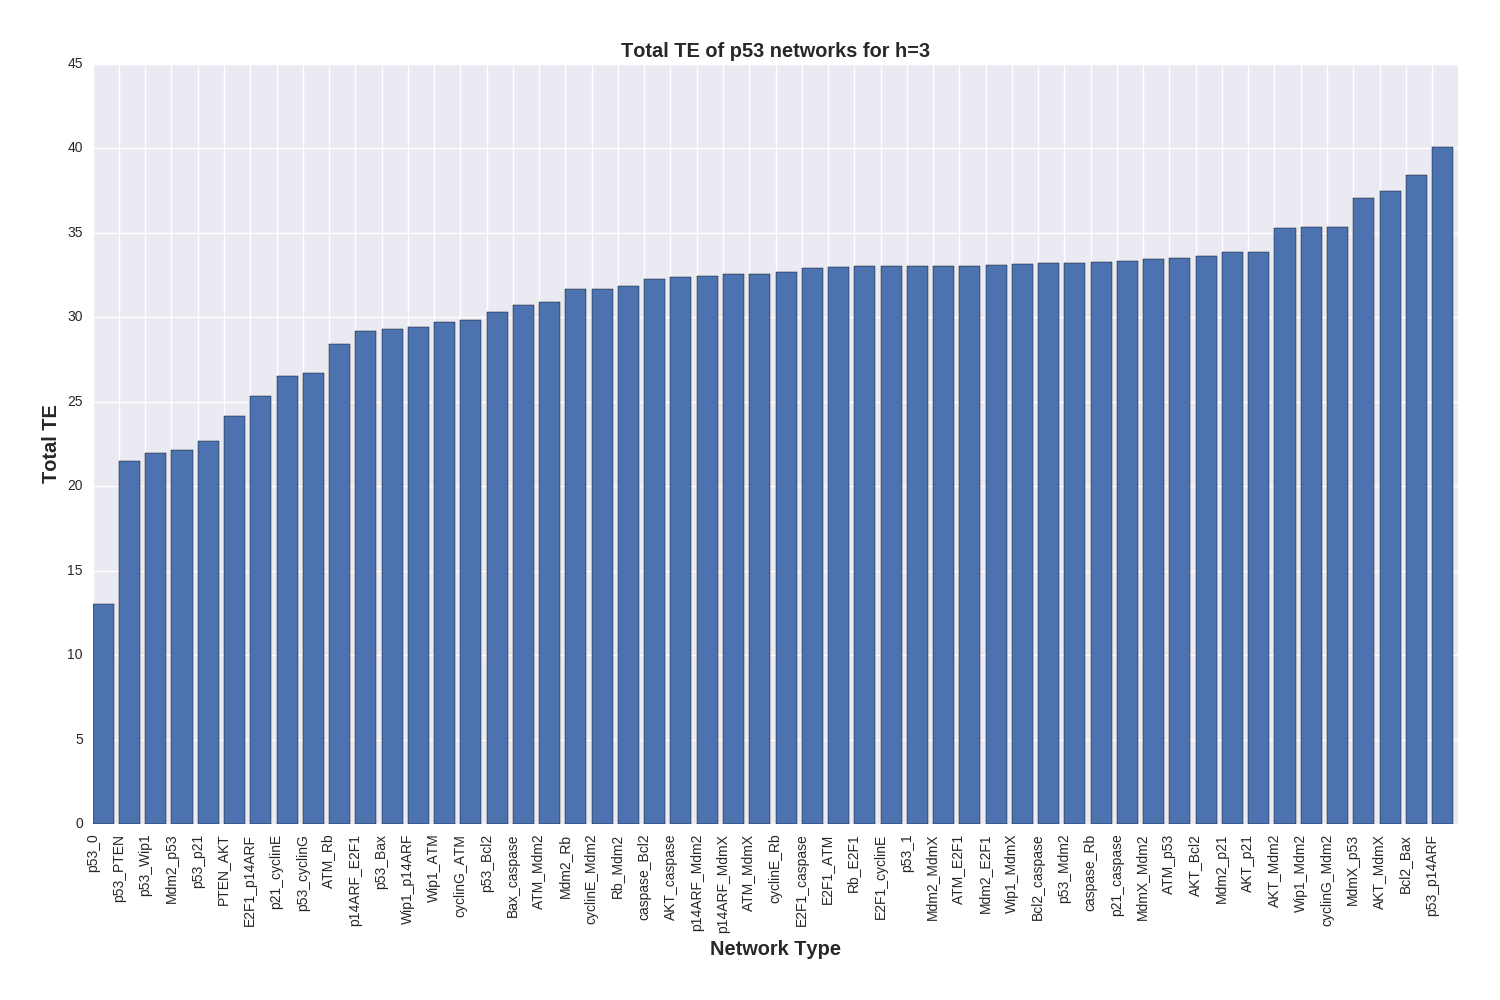 Total TE of p53 networks for h=3
45
40
35
30
25
20
15
10
5
0
Total TE
p53_0
p53_PTEN
p53_Wip1
Mdm2_p53
p53_p21
PTEN_AKT
E2F1_p14ARF
p21_cyclinE
p53_cyclinG
ATM_Rb
p14ARF_E2F1
p53_Bax
Wip1_p14ARF
Wip1_ATM
cyclinG_ATM
p53_Bcl2
Bax_caspase
ATM_Mdm2
Mdm2_Rb
cyclinE_Mdm2
Rb_Mdm2
caspase_Bcl2
AKT_caspase
p14ARF_Mdm2
p14ARF_MdmX
ATM_MdmX
cyclinE_Rb
E2F1_caspase
E2F1_ATM
Rb_E2F1
E2F1_cyclinE
p53_1
Mdm2_MdmX
ATM_E2F1
Mdm2_E2F1
Wip1_MdmX
Bcl2_caspase
p53_Mdm2
caspase_Rb
p21_caspase
MdmX_Mdm2
ATM_p53
AKT_Bcl2
Mdm2_p21
AKT_p21
AKT_Mdm2
Wip1_Mdm2
cyclinG_Mdm2
MdmX_p53
AKT_MdmX
Bcl2_Bax
p53_p14ARF
Network Type